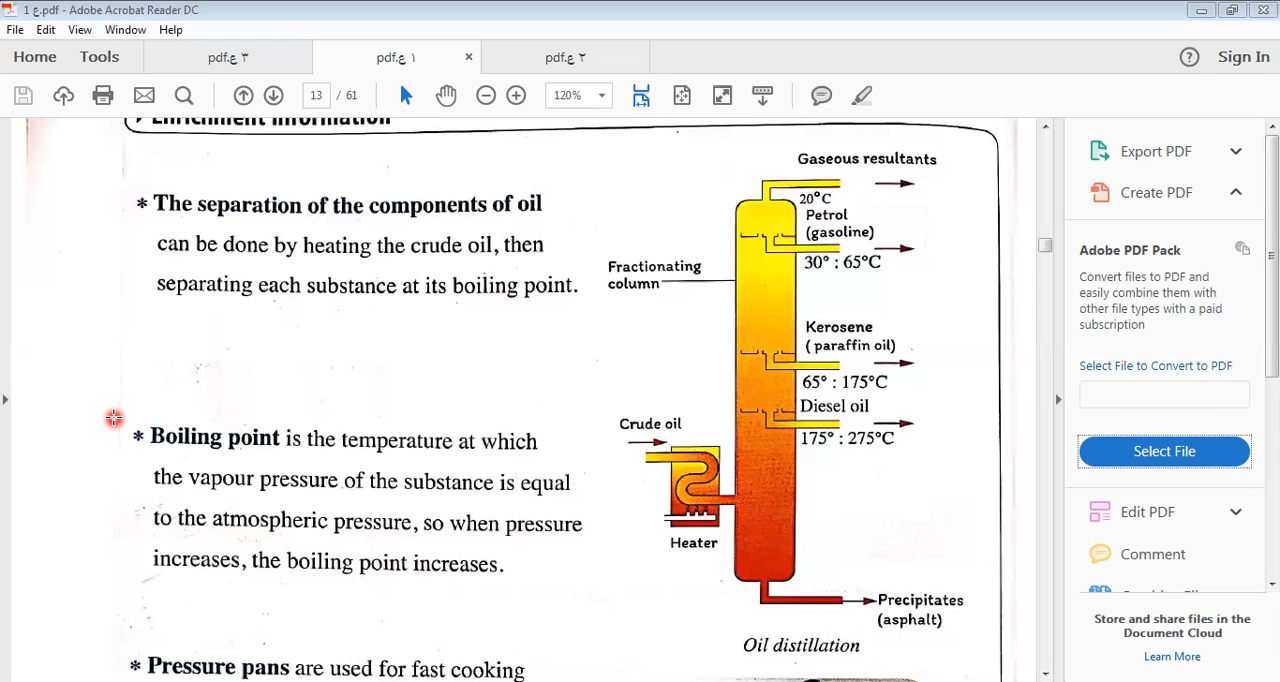 1 ع.pdf - Adobe Acrobat Reader DC
File Edit View Window Help
Home Tools ٣ ع.pdf ١ ع.pdf × ٢ ع.pdf ? Sign In
13 / 61 120%
Enrichment information
* The separation of the components of oil
can be done by heating the crude oil, then
separating each substance at its boiling point.
* Boiling point is the temperature at which
the vapour pressure of the substance is equal
to the atmospheric pressure, so when pressure
increases, the boiling point increases.
* Pressure pans are used for fast cooking
Gaseous resultants
20°C
Petrol
(gasoline)
30° : 65°C
Fractionating
column
Kerosene
( paraffin oil)
65° : 175°C
Diesel oil
175° : 275°C
Crude oil
Heater
Precipitates
(asphalt)
Oil distillation
Export PDF
Create PDF
Adobe PDF Pack
Convert files to PDF and
easily combine them with
other file types with a paid
subscription
Select File to Convert to PDF
Select File
Edit PDF
Comment
Store and share files in the
Document Cloud
Learn More